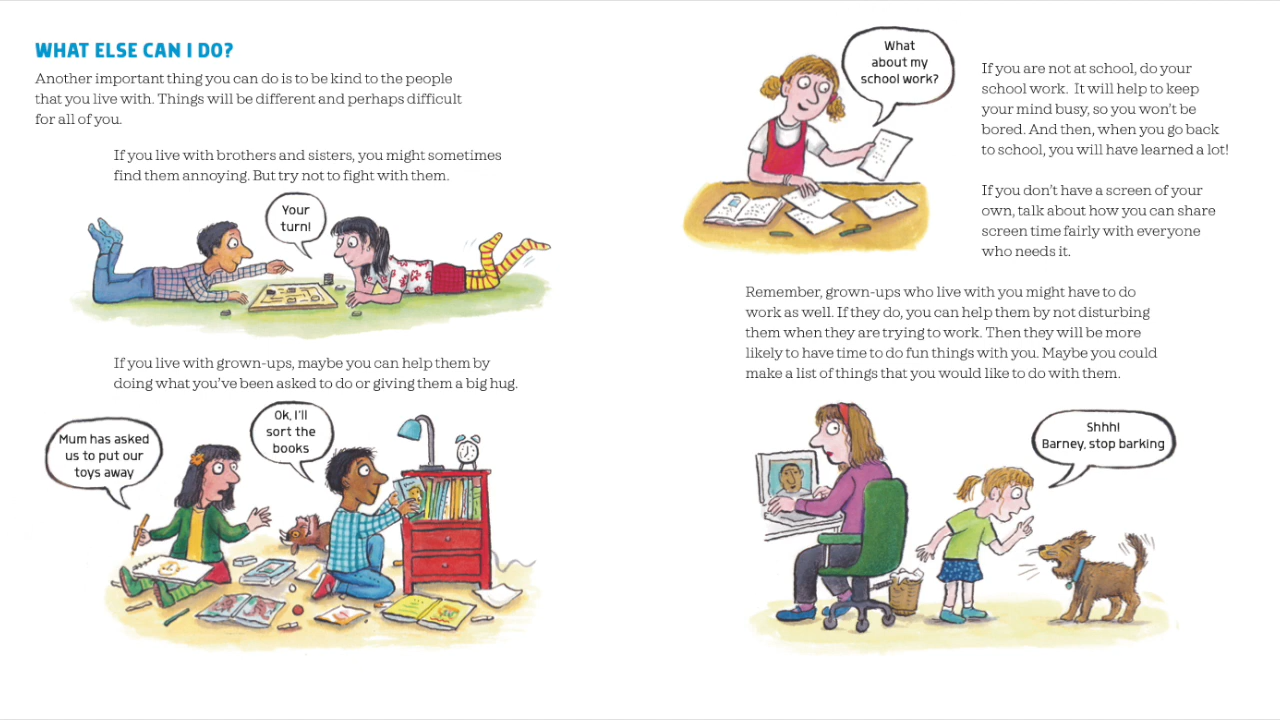 WHAT ELSE CAN I DO?
Another important thing you can do is to be kind to the people
that you live with. Things will be different and perhaps difficult
for all of you.
If you live with brothers and sisters, you might sometimes
find them annoying. But try not to fight with them.
Your
turn!
If you live with grown-ups, maybe you can help them by
doing what you’ve been asked to do or giving them a big hug.
Mum has asked
us to put our
toys away
Ok, I’ll
sort the
books
What
about my
school work?
If you are not at school, do your
school work.  It will help to keep
your mind busy, so you won’t be
bored. And then, when you go back
to school, you will have learned a lot!
If you don’t have a screen of your
own, talk about how you can share
screen time fairly with everyone
who needs it.
Remember, grown-ups who live with you might have to do
work as well. If they do, you can help them by not disturbing
them when they are trying to work. Then they will be more
likely to have time to do fun things with you. Maybe you could
make a list of things that you would like to do with them.
Shhh!
Barney, stop barking